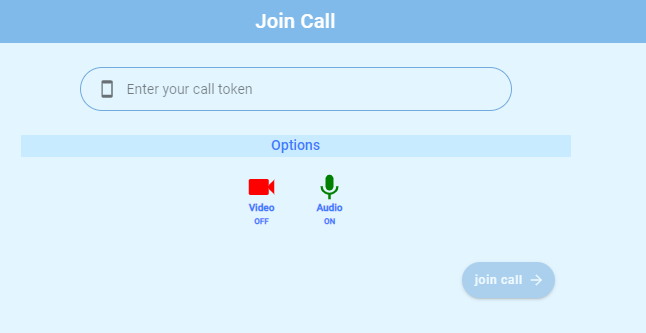 Join Call
Enter your call token
Options
Video Audio
OFF ON
join call